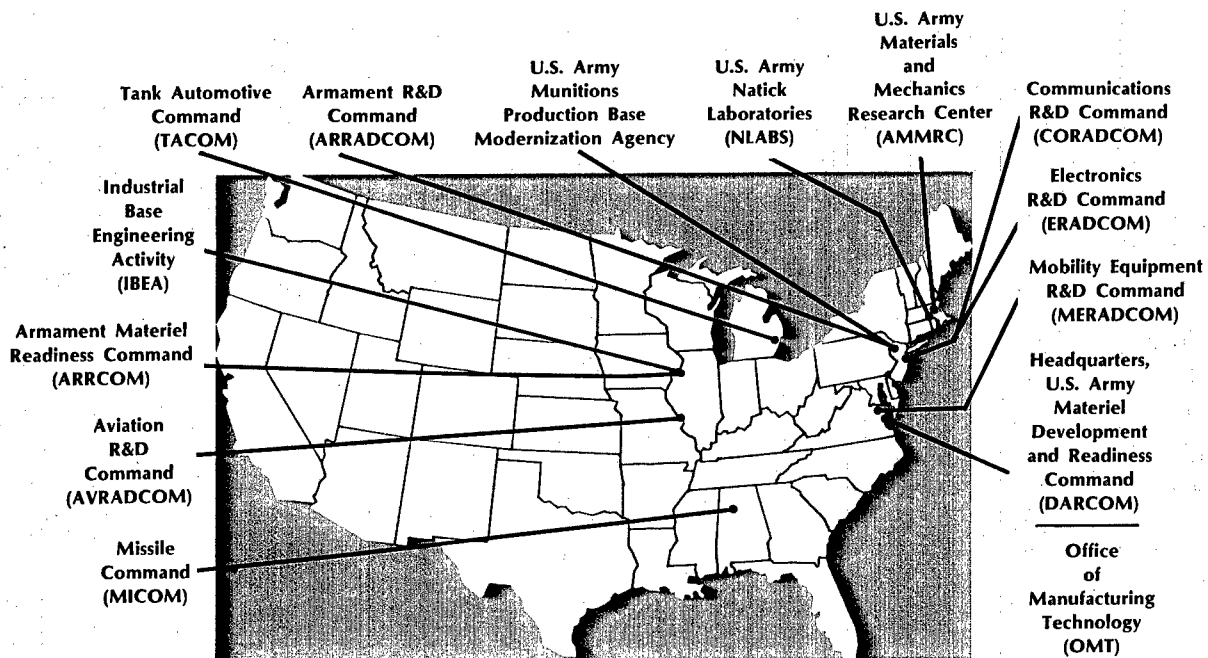 U.S. Army
Materials
and
Mechanics
Research Center
(AMMRC)
U.S. Army
Natick
Laboratories
(NLABS)
U.S. Army
Munitions
Production Base
Modernization Agency
Armament R&D
Command
(ARRADCOM)
Tank Automotive
Command
(TACOM)
Communications
R&D Command
(CORADCOM)
Industrial
Base
Engineering
Activity
(IBEA)
Electronics
R&D Command
(ERADCOM)
Mobility Equipment
R&D Command
(MERADCOM)
Armament Materiel
Readiness Command
(ARRCOM)
Headquarters,
U.S. Army
Materiel
Development
and Readiness
Command
(DARCOM)
Aviation
R&D
Command
(AVRADCOM)
Missile
Command
(MICOM)
Office
of
Manufacturing
Technology
(OMT)